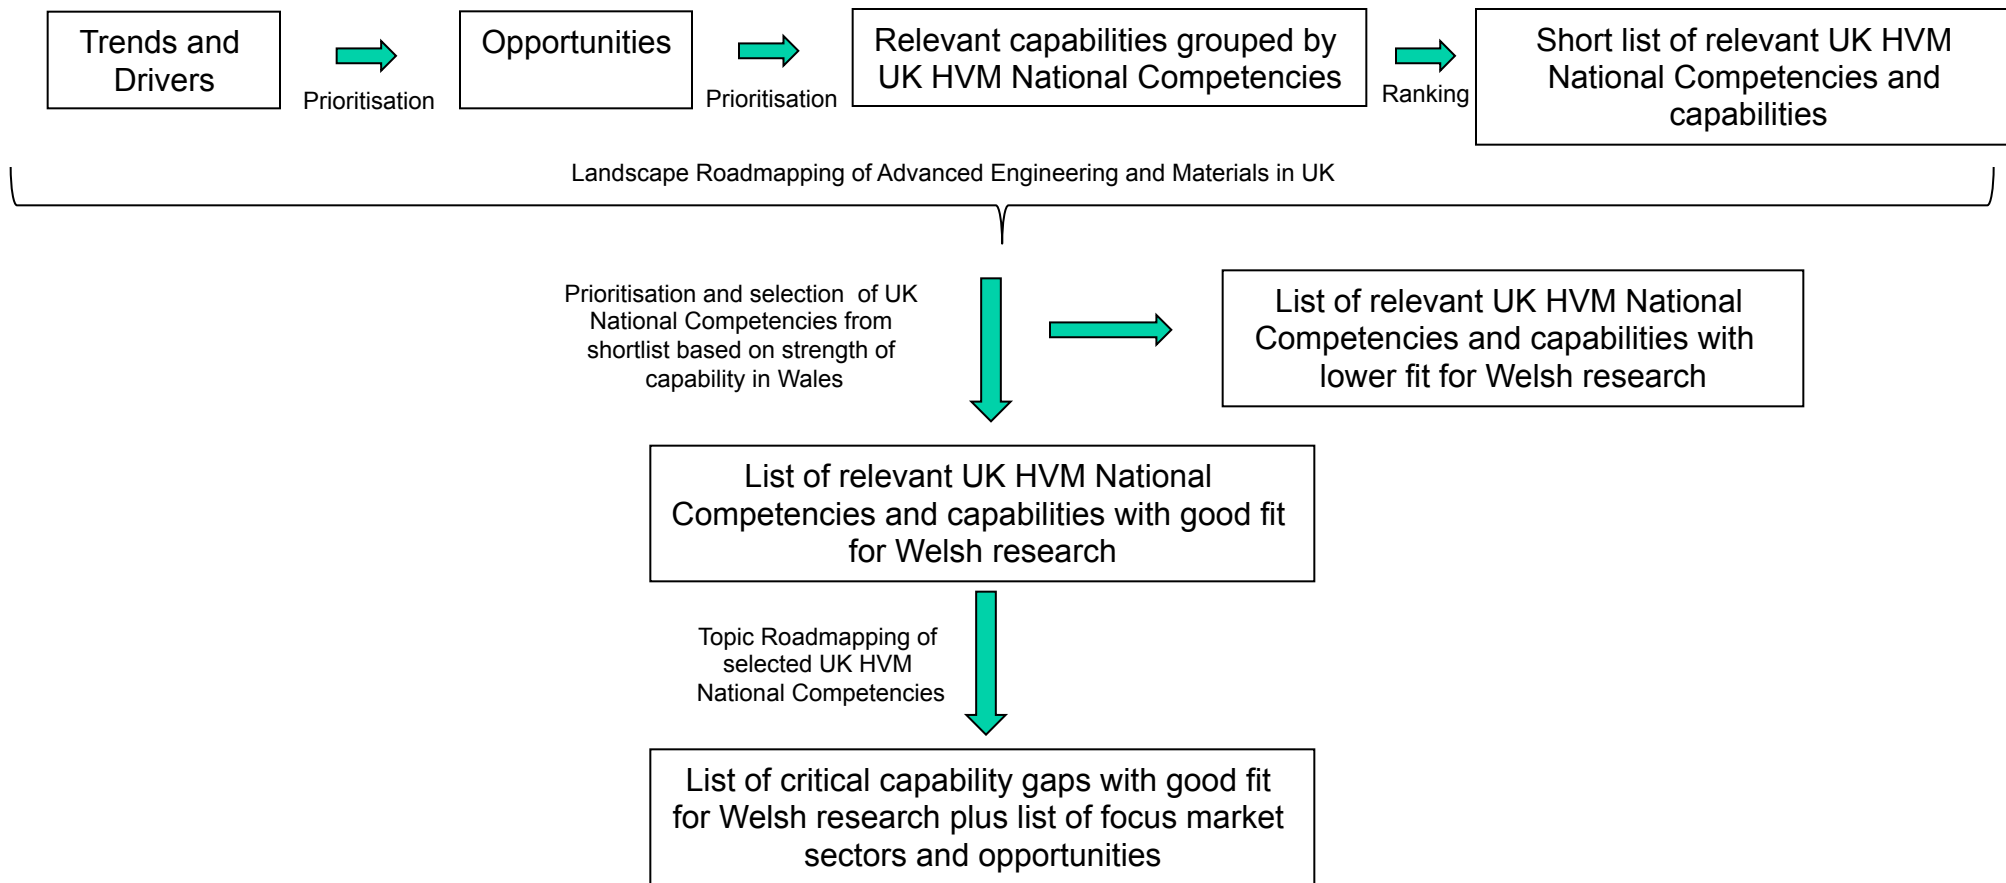 Trends and
Drivers
Prioritisation
Opportunities
Prioritisation
Relevant capabilities grouped by
UK HVM National Competencies
Ranking
Short list of relevant UK HVM
National Competencies and
capabilities
Landscape Roadmapping of Advanced Engineering and Materials in UK
Prioritisation and selection of UK
National Competencies from
shortlist based on strength of
capability in Wales
List of relevant UK HVM National
Competencies and capabilities with
lower fit for Welsh research
List of relevant UK HVM National
Competencies and capabilities with good fit
for Welsh research
Topic Roadmapping of
selected UK HVM
National Competencies
List of critical capability gaps with good fit
for Welsh research plus list of focus market
sectors and opportunities